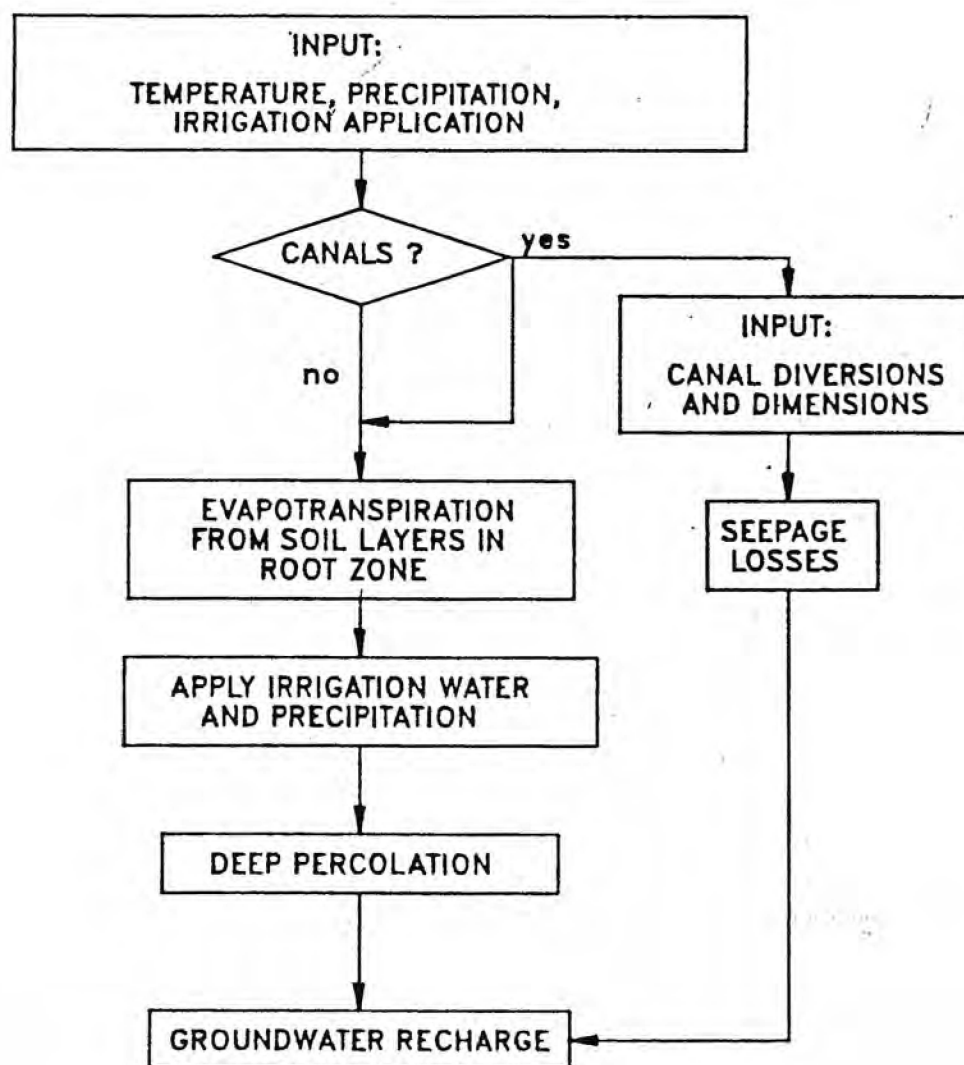 INPUT:
TEMPERATURE, PRECIPITATION,
IRRIGATION APPLICATION
CANALS ?
yes
no
INPUT:
CANAL DIVERSIONS
AND DIMENSIONS
EVAPOTRANSPIRATION
FROM SOIL LAYERS IN
ROOT ZONE
SEEPAGE
LOSSES
APPLY IRRIGATION WATER
AND PRECIPITATION
DEEP PERCOLATION
GROUNDWATER RECHARGE